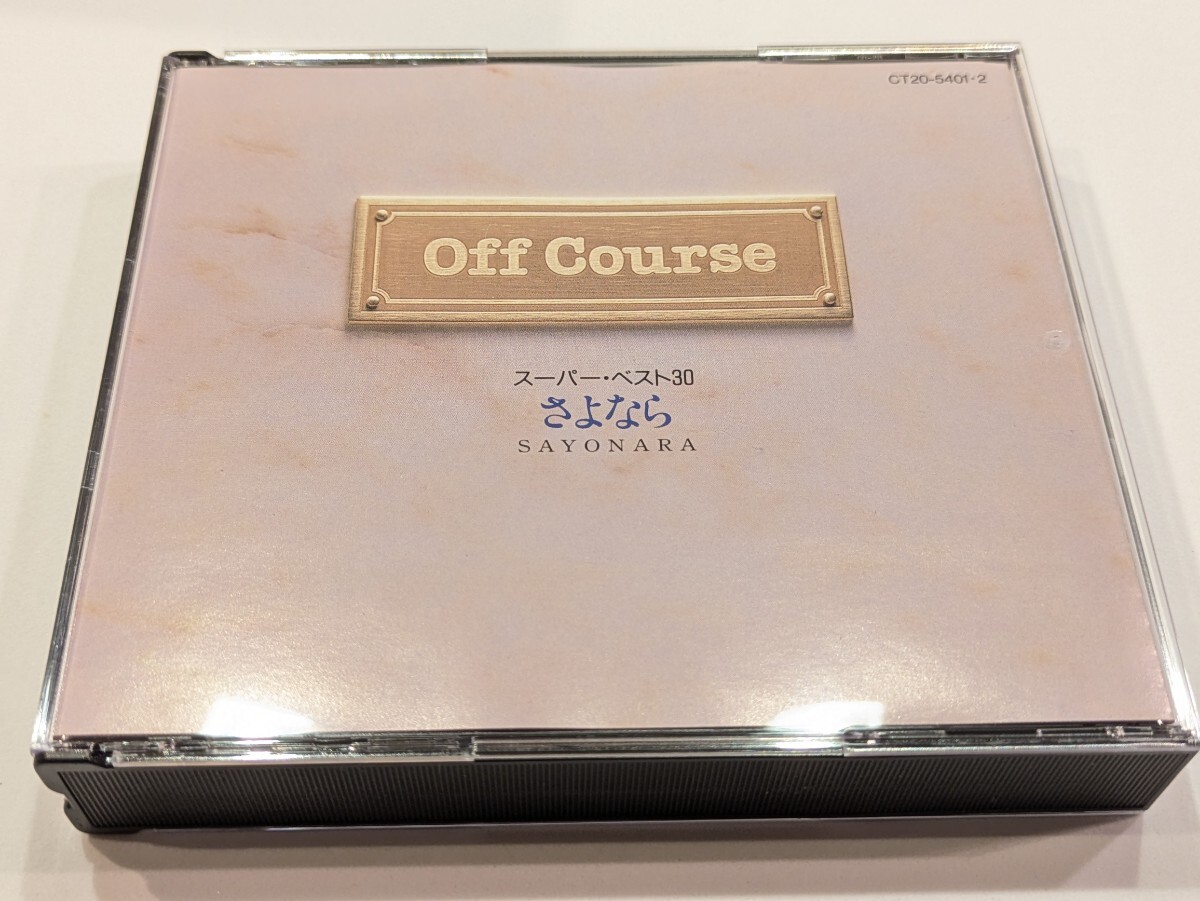 CT20-5401・2
Off Course
スーパー・ベスト30
さよなら
SAYONARA